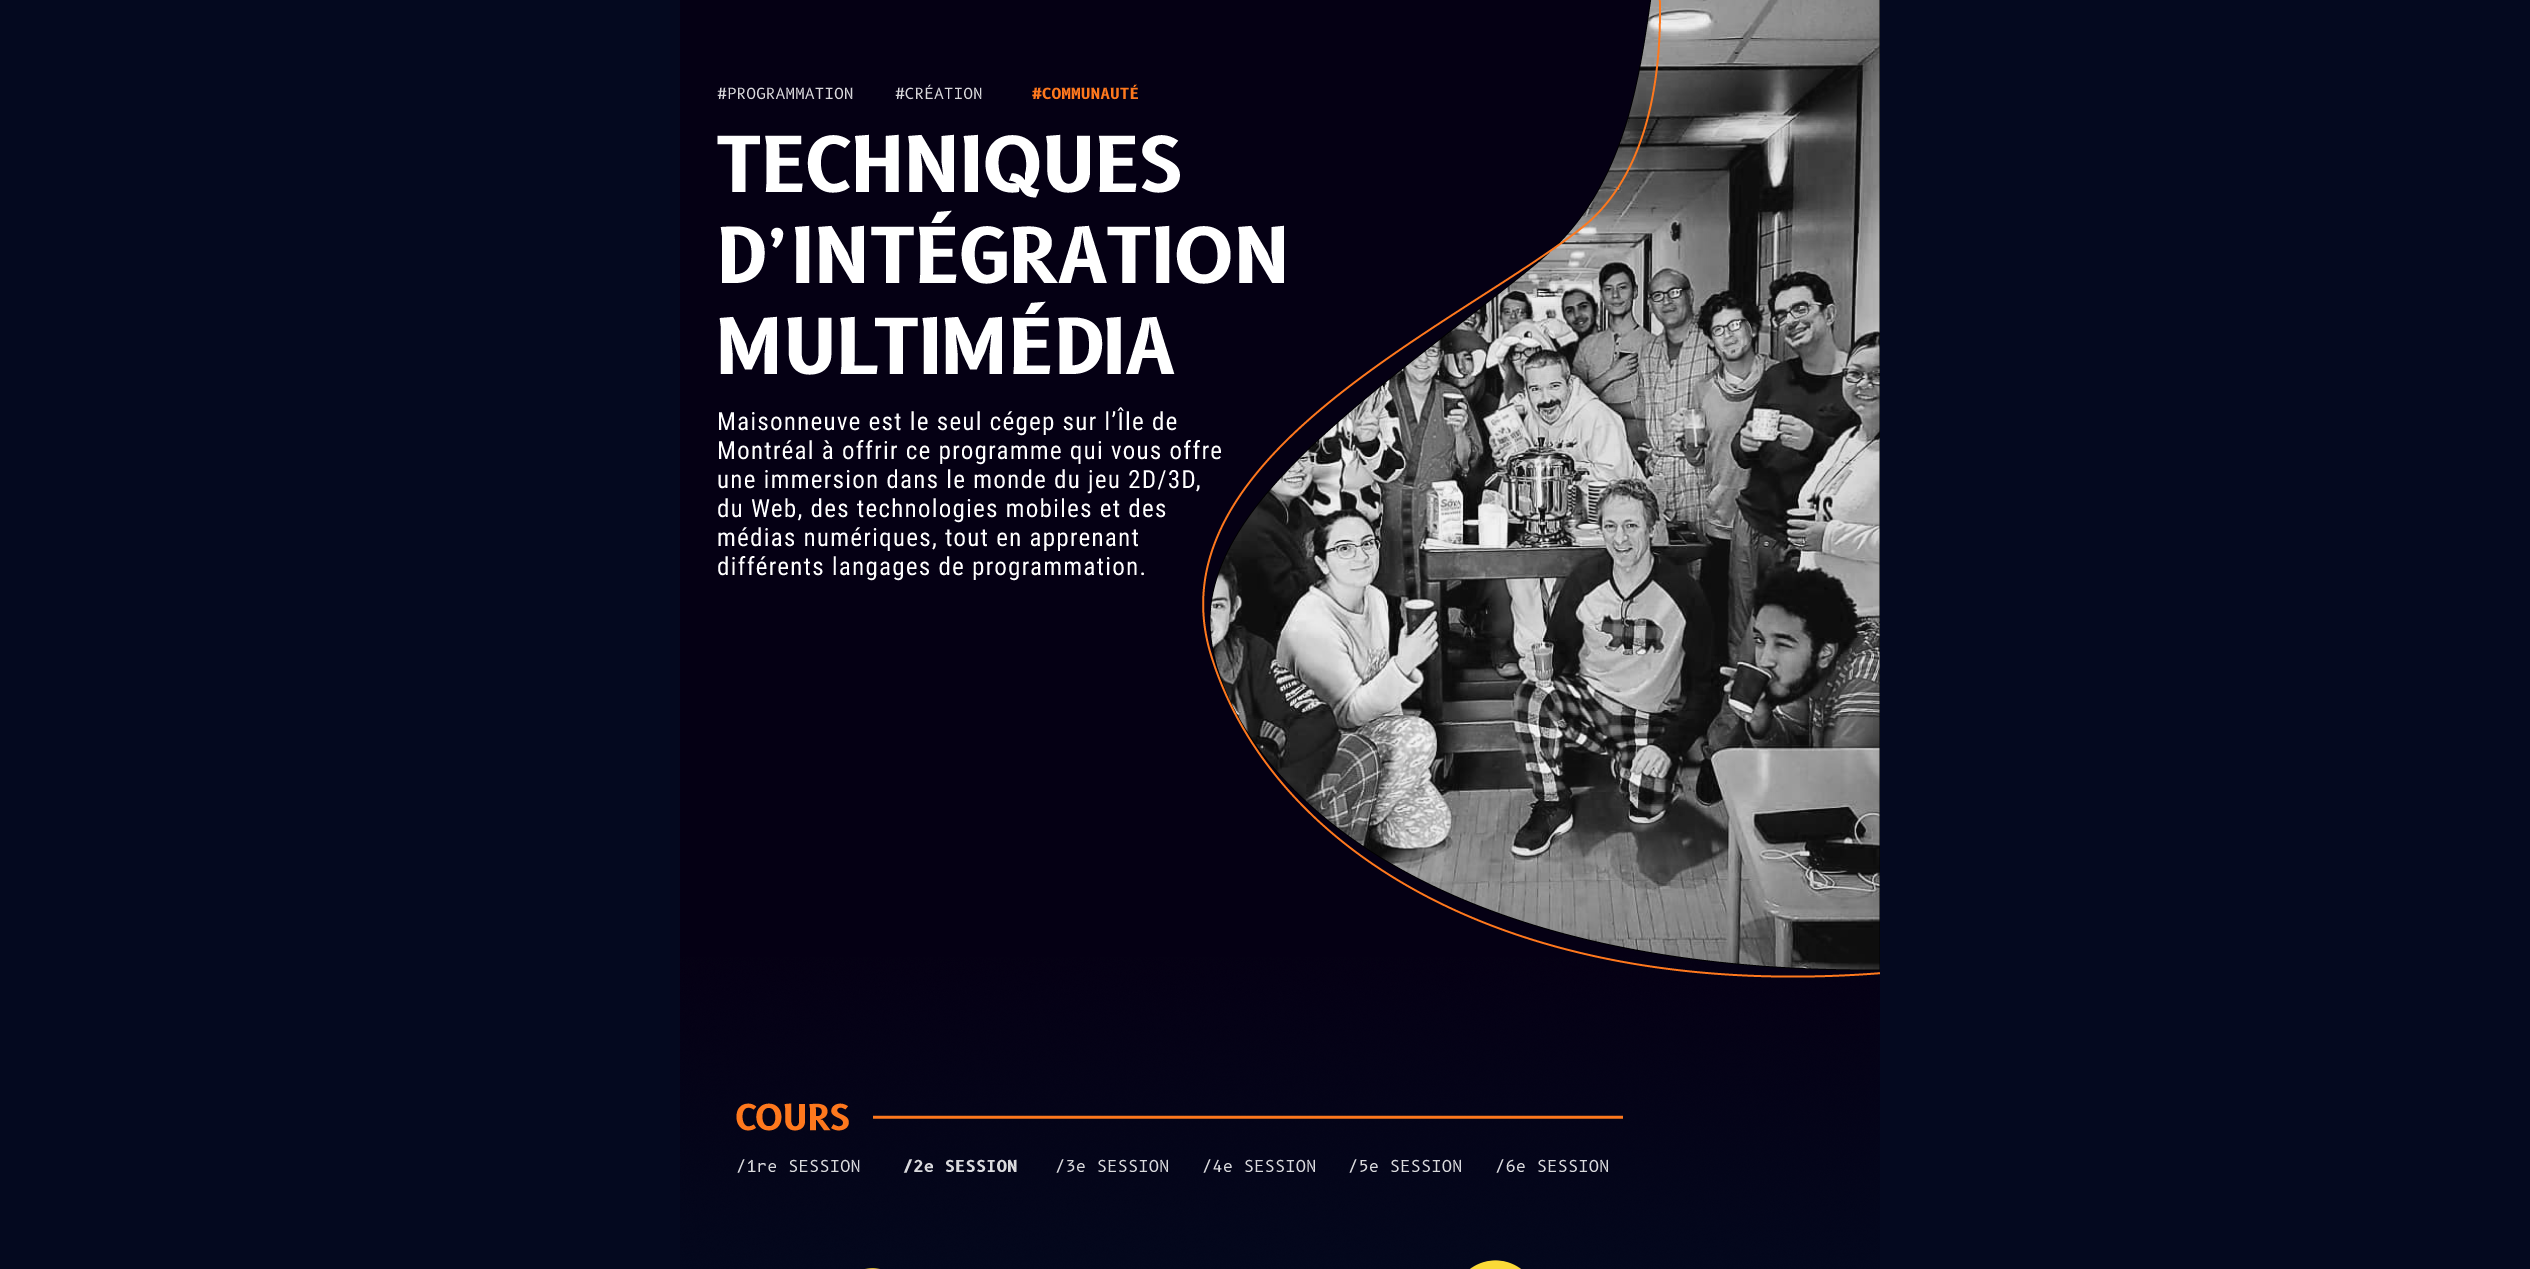 #PROGRAMMATION #CRÉATION #COMMUNAUTÉ
TECHNIQUES
D’INTÉGRATION
MULTIMÉDIA
Maisonneuve est le seul cégep sur l’Île de
Montréal à offrir ce programme qui vous offre
une immersion dans le monde du jeu 2D/3D,
du Web, des technologies mobiles et des
médias numériques, tout en apprenant
différents langages de programmation.
COURS
/1re SESSION /2e SESSION /3e SESSION /4e SESSION /5e SESSION /6e SESSION